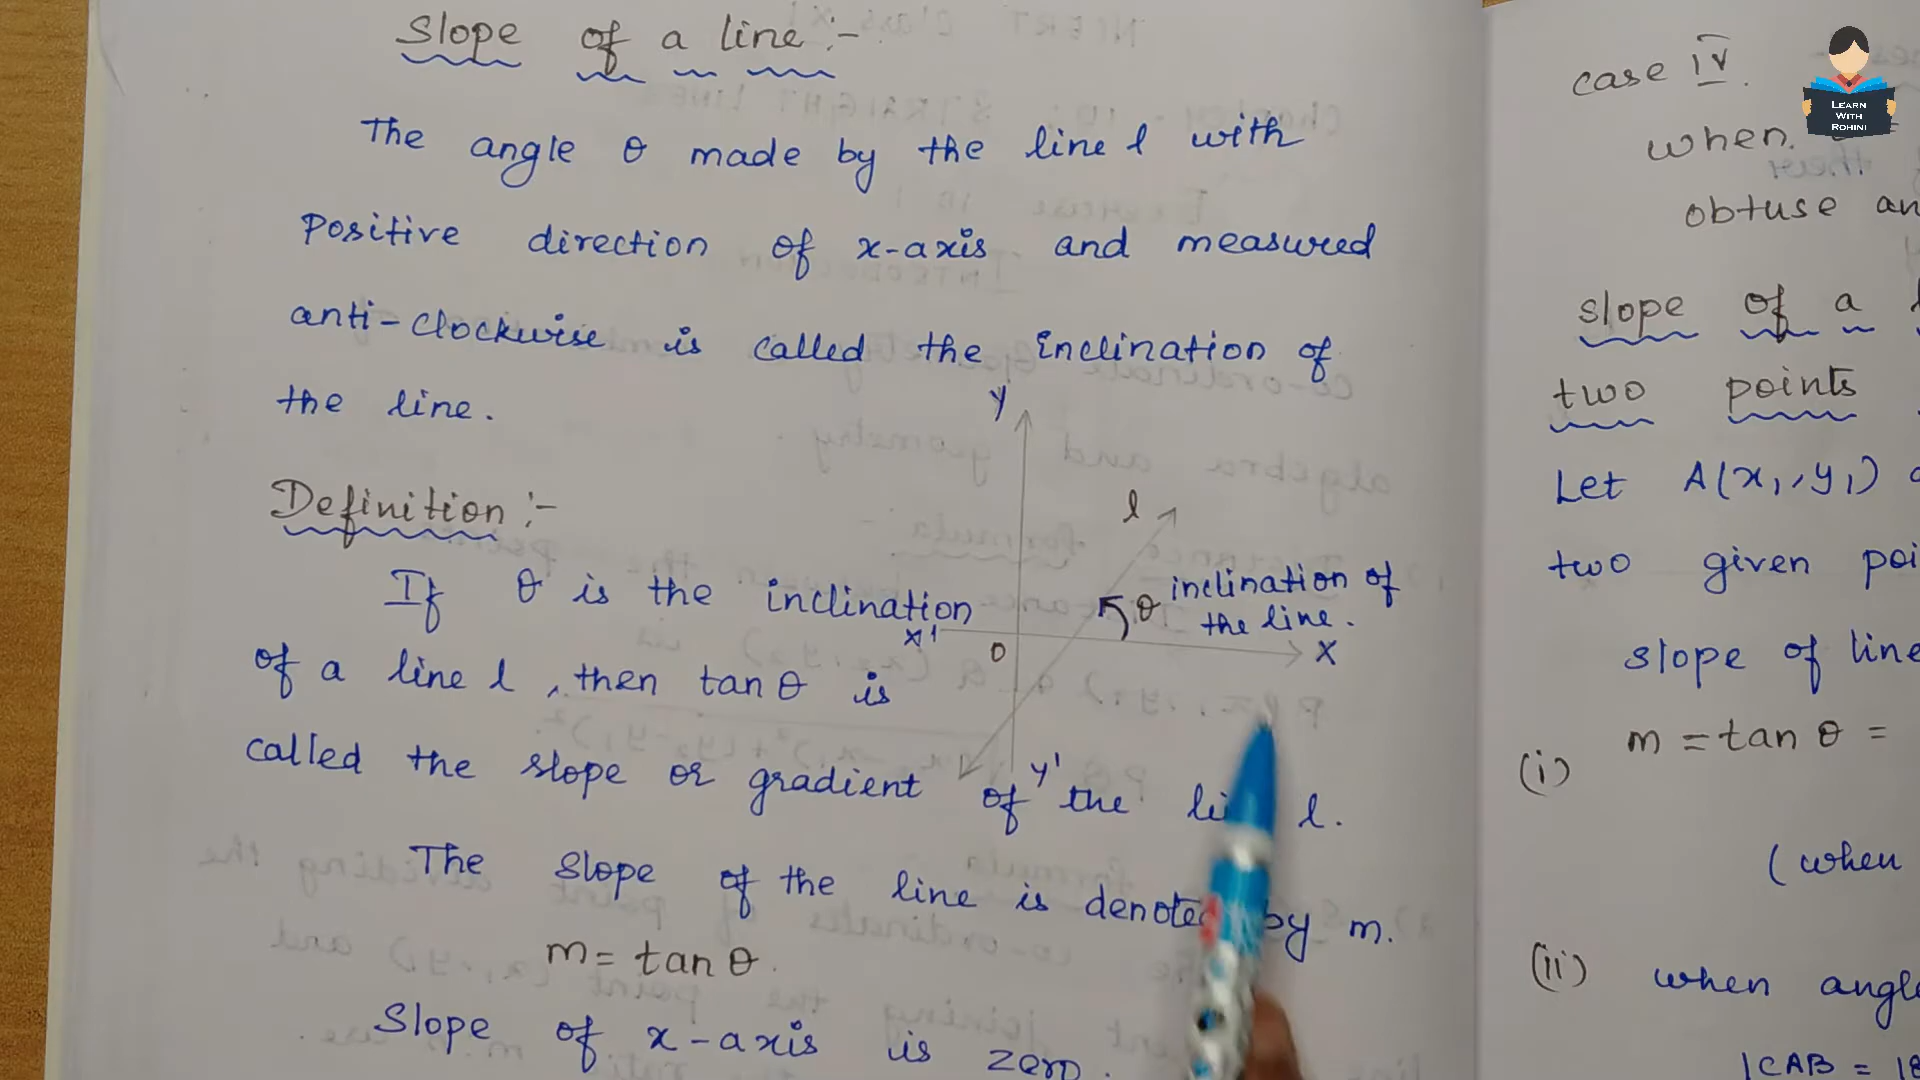 Slope of a line :-
The angle θ made by the line l with
positive direction of x-axis and measured
anti-clockwise is called the inclination of
the line.
Y
l
θ
inclination of
the line.
X'
O
X
Y'
Definition :-
If θ is the inclination
of a line l, then tan θ is
called the slope or gradient of the l.
The slope of the line is denoted by m.
m = tan θ.
Slope of x-axis is zero.
case IV.
when.
obtuse
slope of a
two points
Let A(x₁, y₁)
two given
slope of line
(i) m = tan θ =
(when
(ii) when
LEARN
WITH
ROHINI